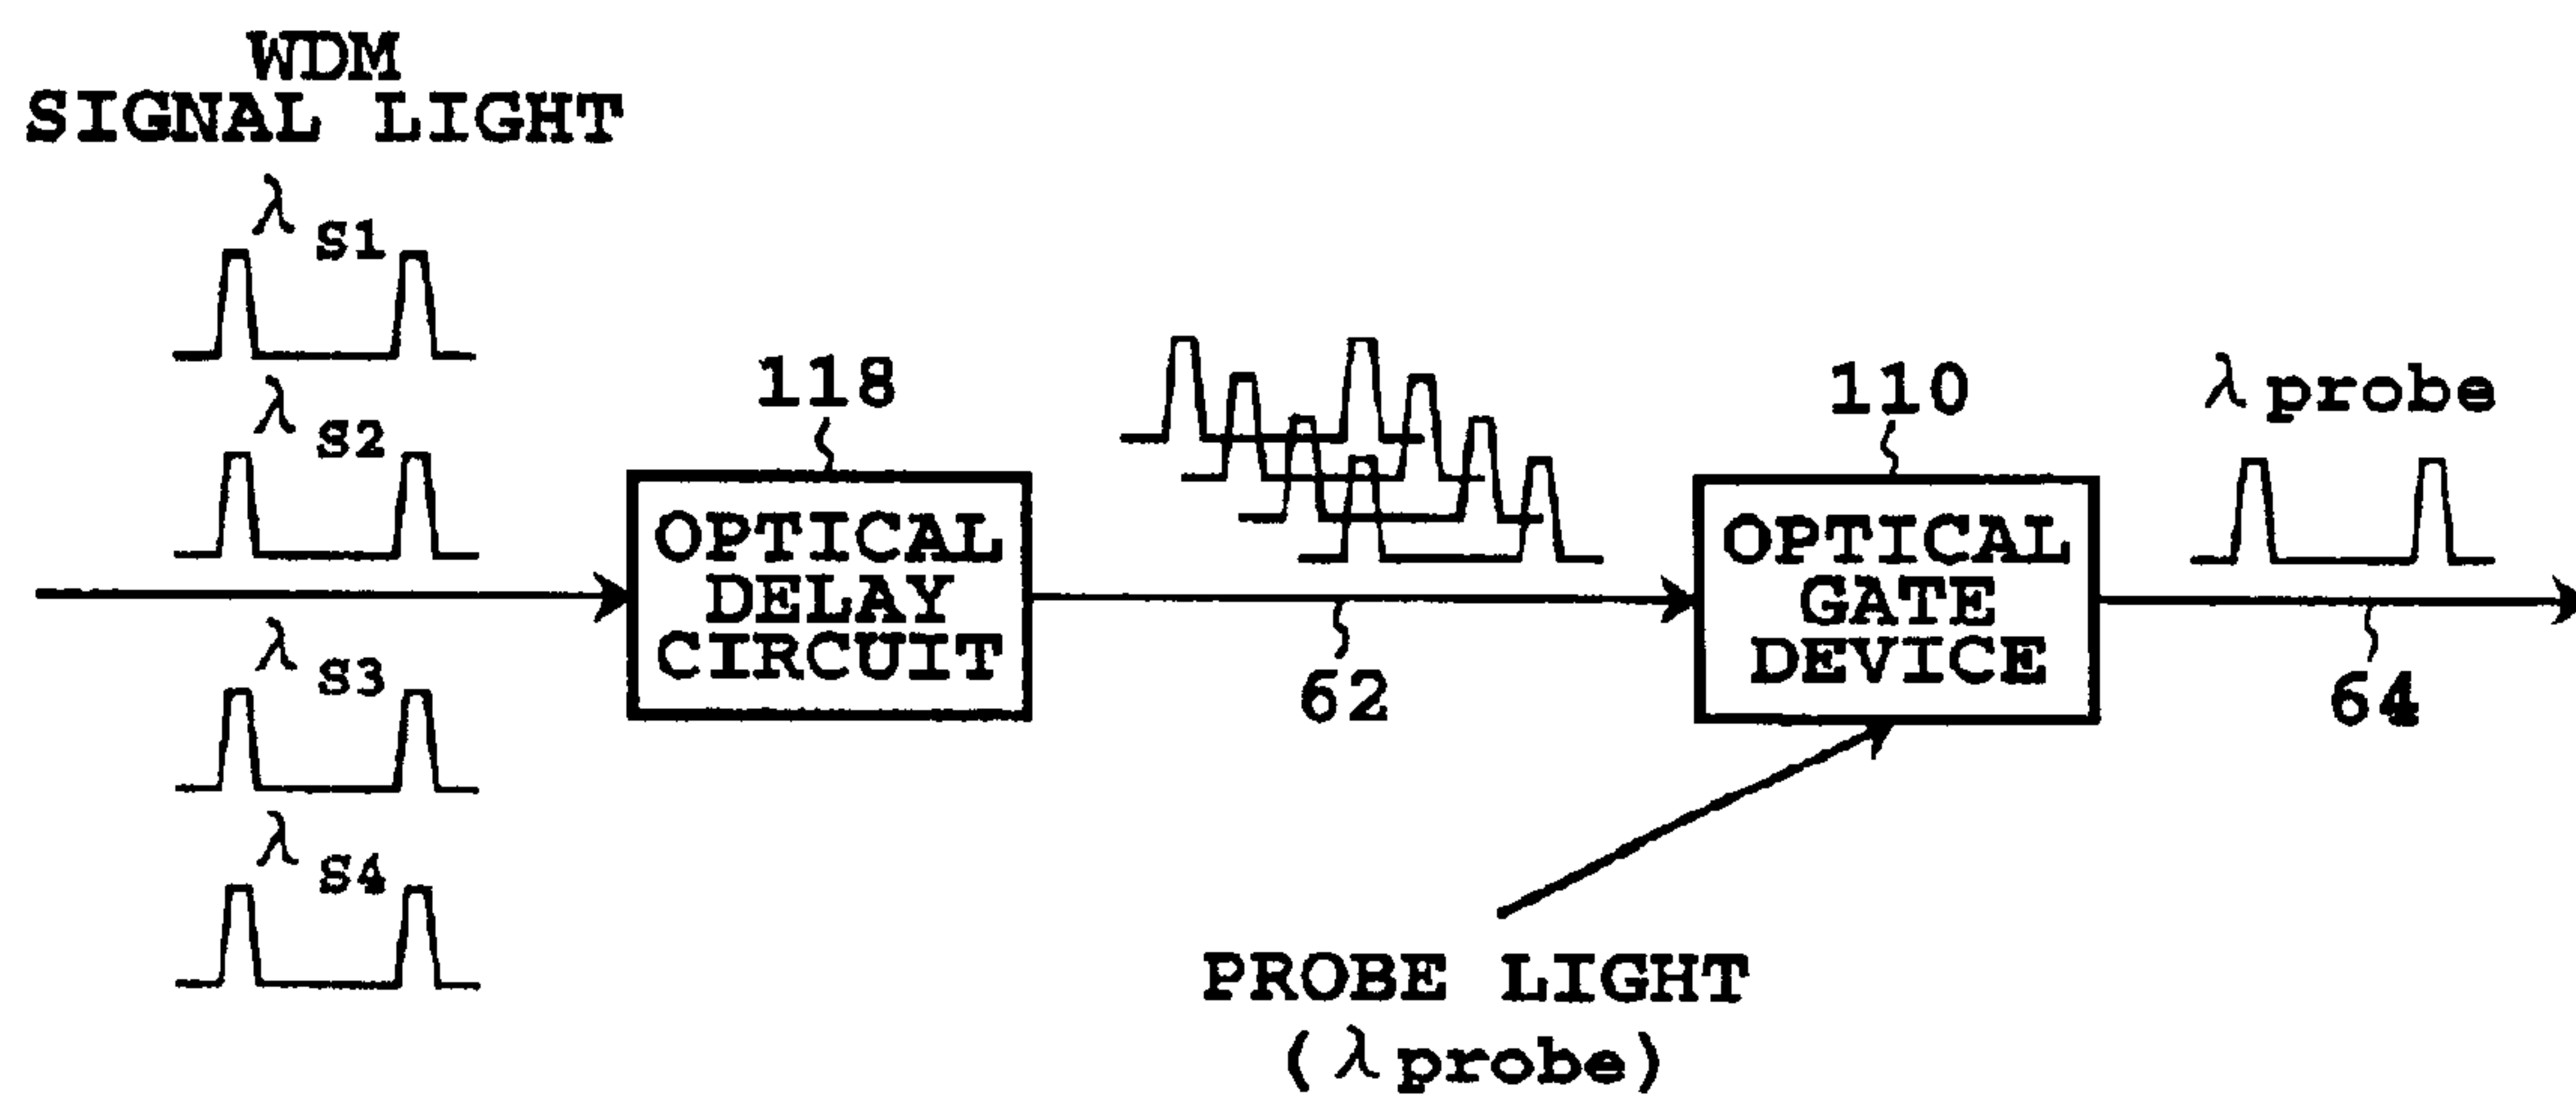 WDM
SIGNAL LIGHT
λ S1
λ S2
λ S3
λ S4
118
OPTICAL
DELAY
CIRCUIT
62
110
OPTICAL
GATE
DEVICE
λ probe
64
PROBE LIGHT
(λ probe)